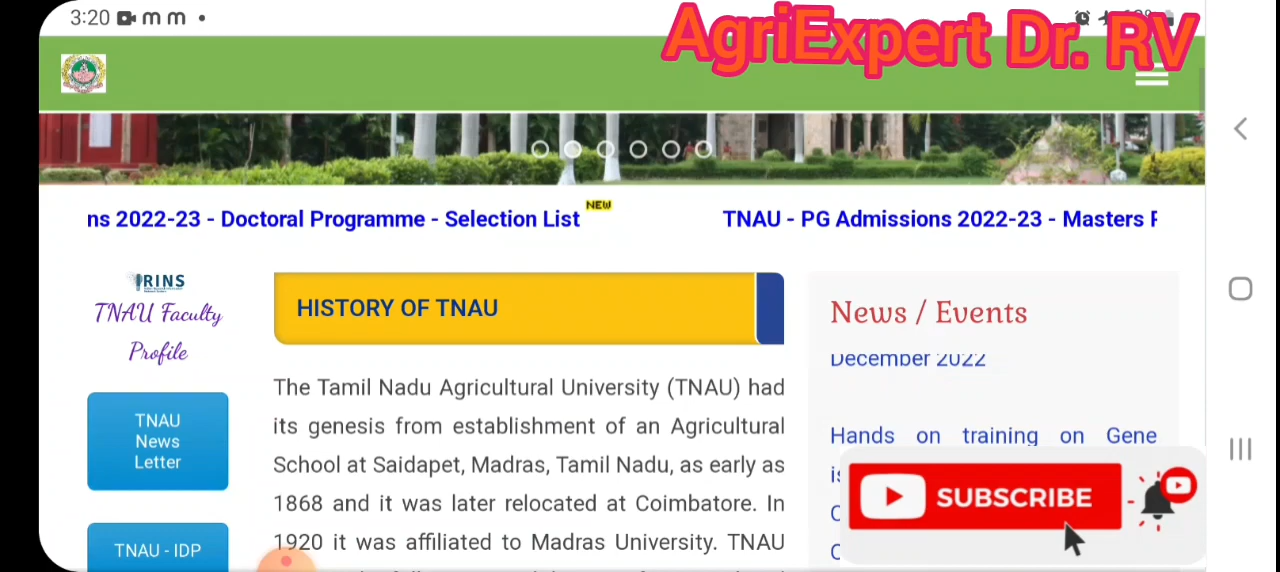 3:20
AgriExpert Dr. RV
ns 2022-23 - Doctoral Programme - Selection List NEW
TNAU - PG Admissions 2022-23 - Masters
IRINS
TNAU Faculty
Profile
TNAU
News
Letter
TNAU - IDP
HISTORY OF TNAU
The Tamil Nadu Agricultural University (TNAU) had
its genesis from establishment of an Agricultural
School at Saidapet, Madras, Tamil Nadu, as early as
1868 and it was later relocated at Coimbatore. In
1920 it was affiliated to Madras University. TNAU
News / Events
December 2022
Hands on training on Gene
SUBSCRIBE